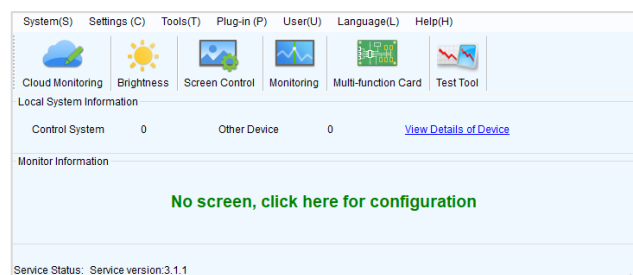 System(S) Settings (C) Tools(T) Plug-in (P) User(U) Language(L) Help(H)
Cloud Monitoring Brightness Screen Control Monitoring Multi-function Card Test Tool
Local System Information
Control System 0 Other Device 0 View Details of Device
Monitor Information
No screen, click here for configuration
Service Status: Service version:3.1.1